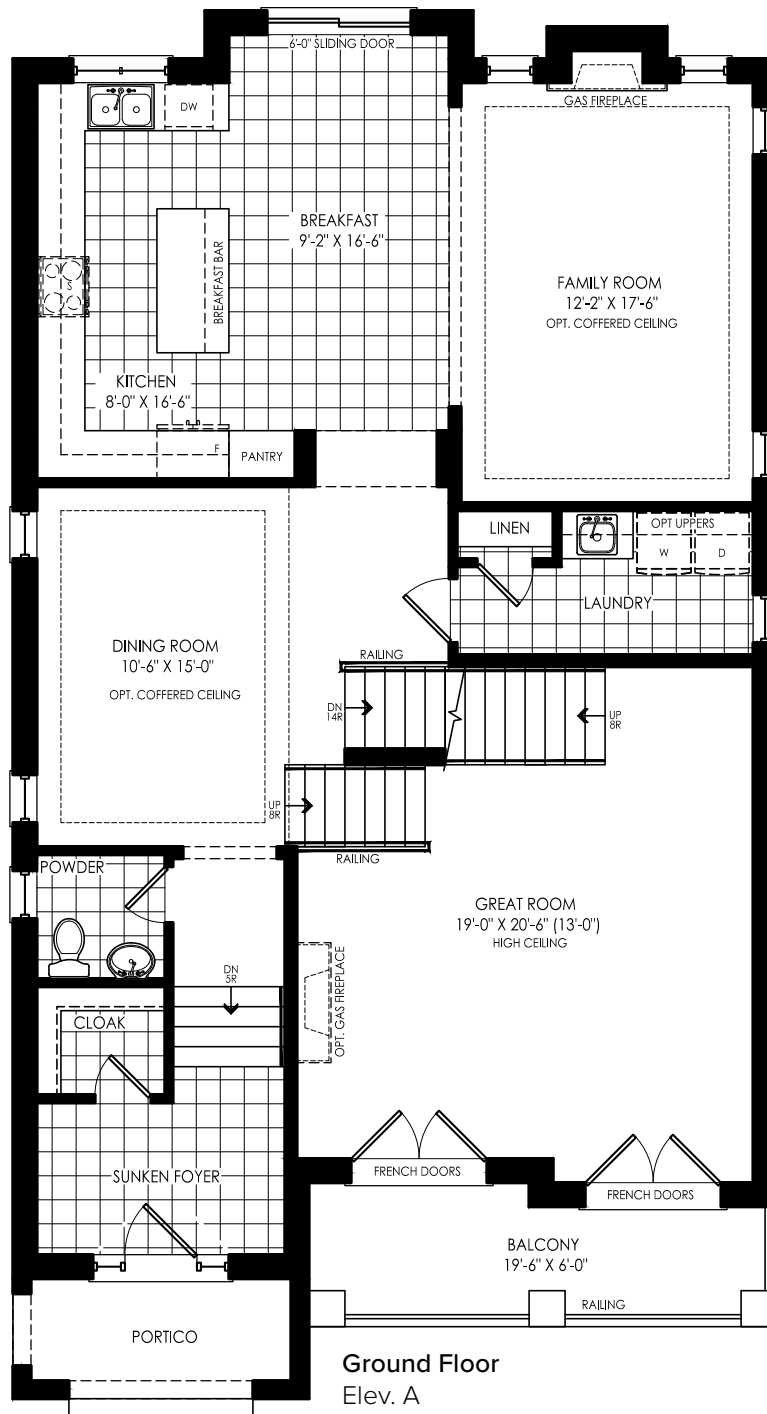 6'-0" SLIDING DOOR
DW
GAS FIREPLACE
BREAKFAST
9'-2" X 16'-6"
BREAKFAST BAR
S
FAMILY ROOM
12'-2" X 17'-6"
OPT. COFFERED CEILING
KITCHEN
8'-0" X 16'-6"
F
PANTRY
LINEN
OPT UPPERS
W
D
LAUNDRY
DINING ROOM
10'-6" X 15'-0"
OPT. COFFERED CEILING
RAILING
DN
14R
UP
8R
UP
8R
RAILING
POWDER
GREAT ROOM
19'-0" X 20'-6" (13'-0")
HIGH CEILING
DN
5R
OPT. GAS FIREPLACE
CLOAK
SUNKEN FOYER
FRENCH DOORS
FRENCH DOORS
BALCONY
19'-6" X 6'-0"
RAILING
PORTICO
Ground Floor
Elev. A